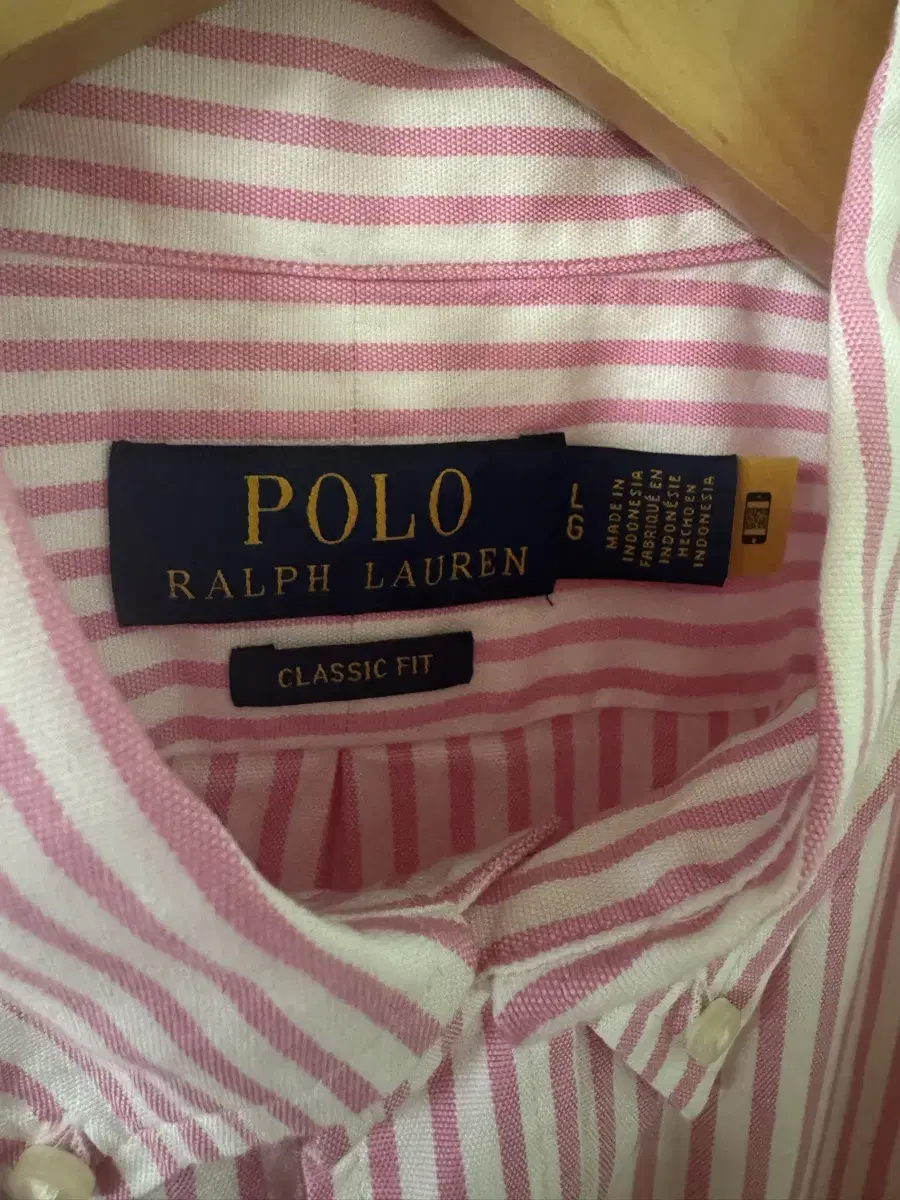 POLO
RALPH LAUREN
CLASSIC FIT
L
G
MADE IN
INDONESIA
FABRIQUÉ EN
INDONÉSIE
HECHO EN
INDONESIA